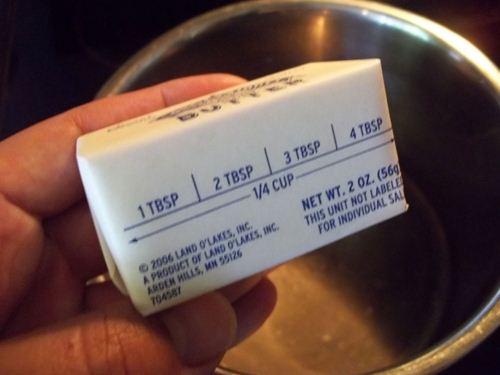 1 TBSP 2 TBSP 3 TBSP 4 TBSP
1/4 CUP
© 2006 LAND O'LAKES, INC.
A PRODUCT OF LAND O'LAKES, INC.
ARDEN HILLS, MN 55126
704587
NET WT. 2 OZ. (56g
THIS UNIT NOT LABELE
FOR INDIVIDUAL SAL